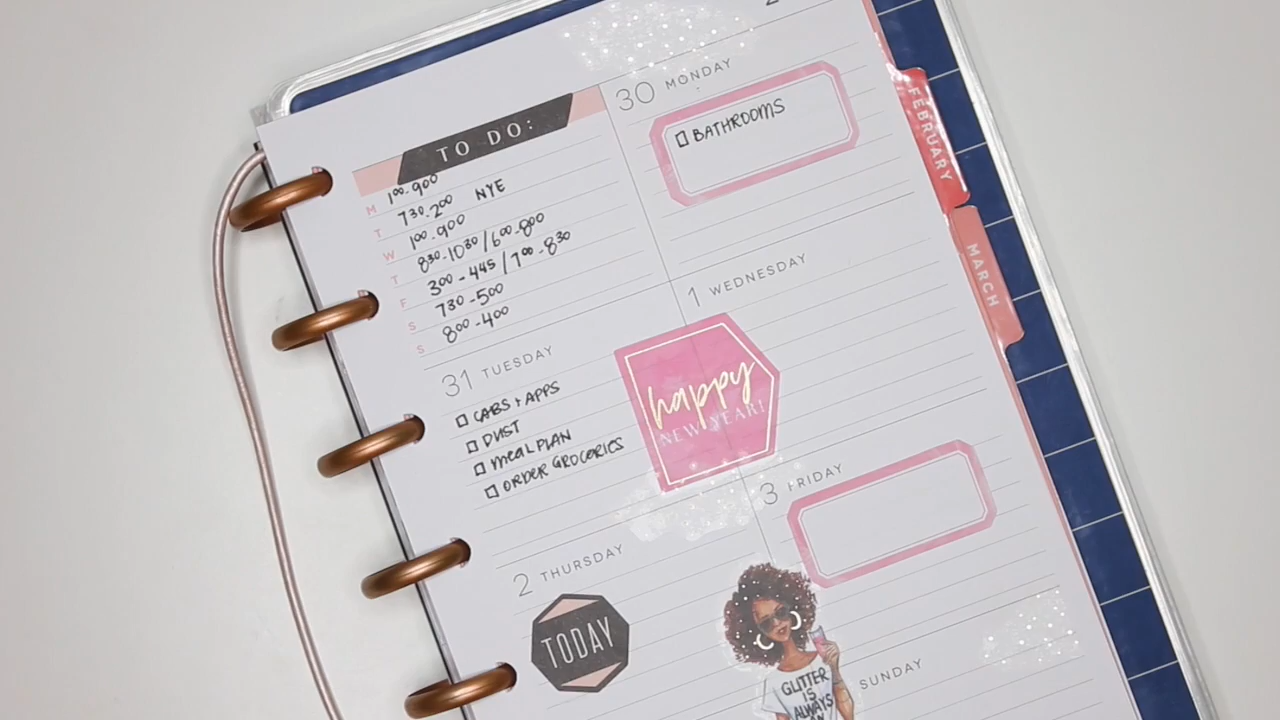 TO DO:
M 1⁰⁰-9⁰⁰
T 7³⁰-2⁰⁰ NYE
W 1⁰⁰-9⁰⁰
T 8³⁰-10³⁰/6⁰⁰-8⁰⁰
F 3⁰⁰-4⁴⁵/7⁰⁰-8³⁰
S 7³⁰-5⁰⁰
S 8⁰⁰-4⁰⁰
30 MONDAY
BATHROOMS
31 TUESDAY
CABS + APPS
DUST
MEAL PLAN
ORDER GROCERIES
1 WEDNESDAY
happy
NEW YEAR!
2 THURSDAY
TODAY
3 FRIDAY
GLITTER
IS
ALWAYS
SUNDAY
FEBRUARY
MARCH